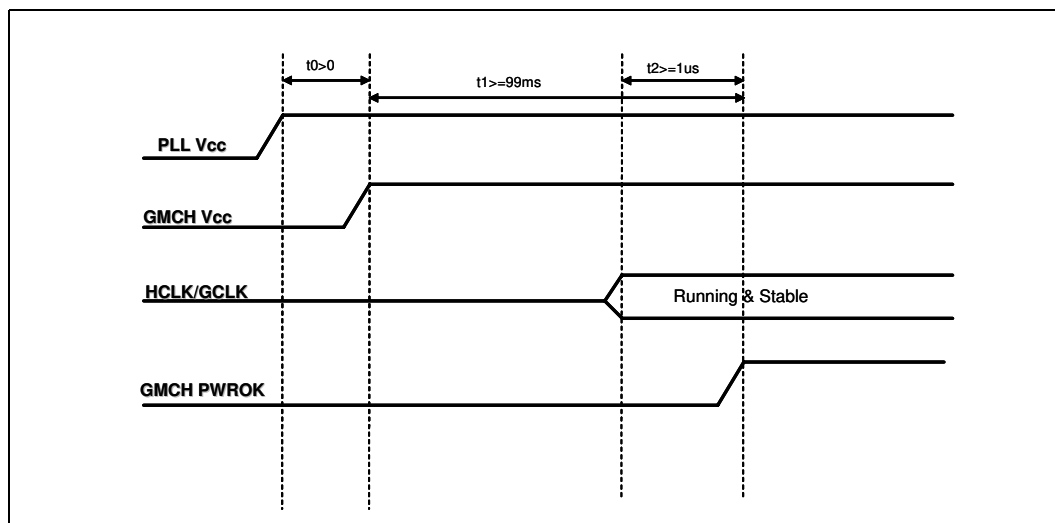 t0>0
t2>=1us
t1>=99ms
PLL Vcc
GMCH Vcc
HCLK/GCLK
Running & Stable
GMCH PWROK